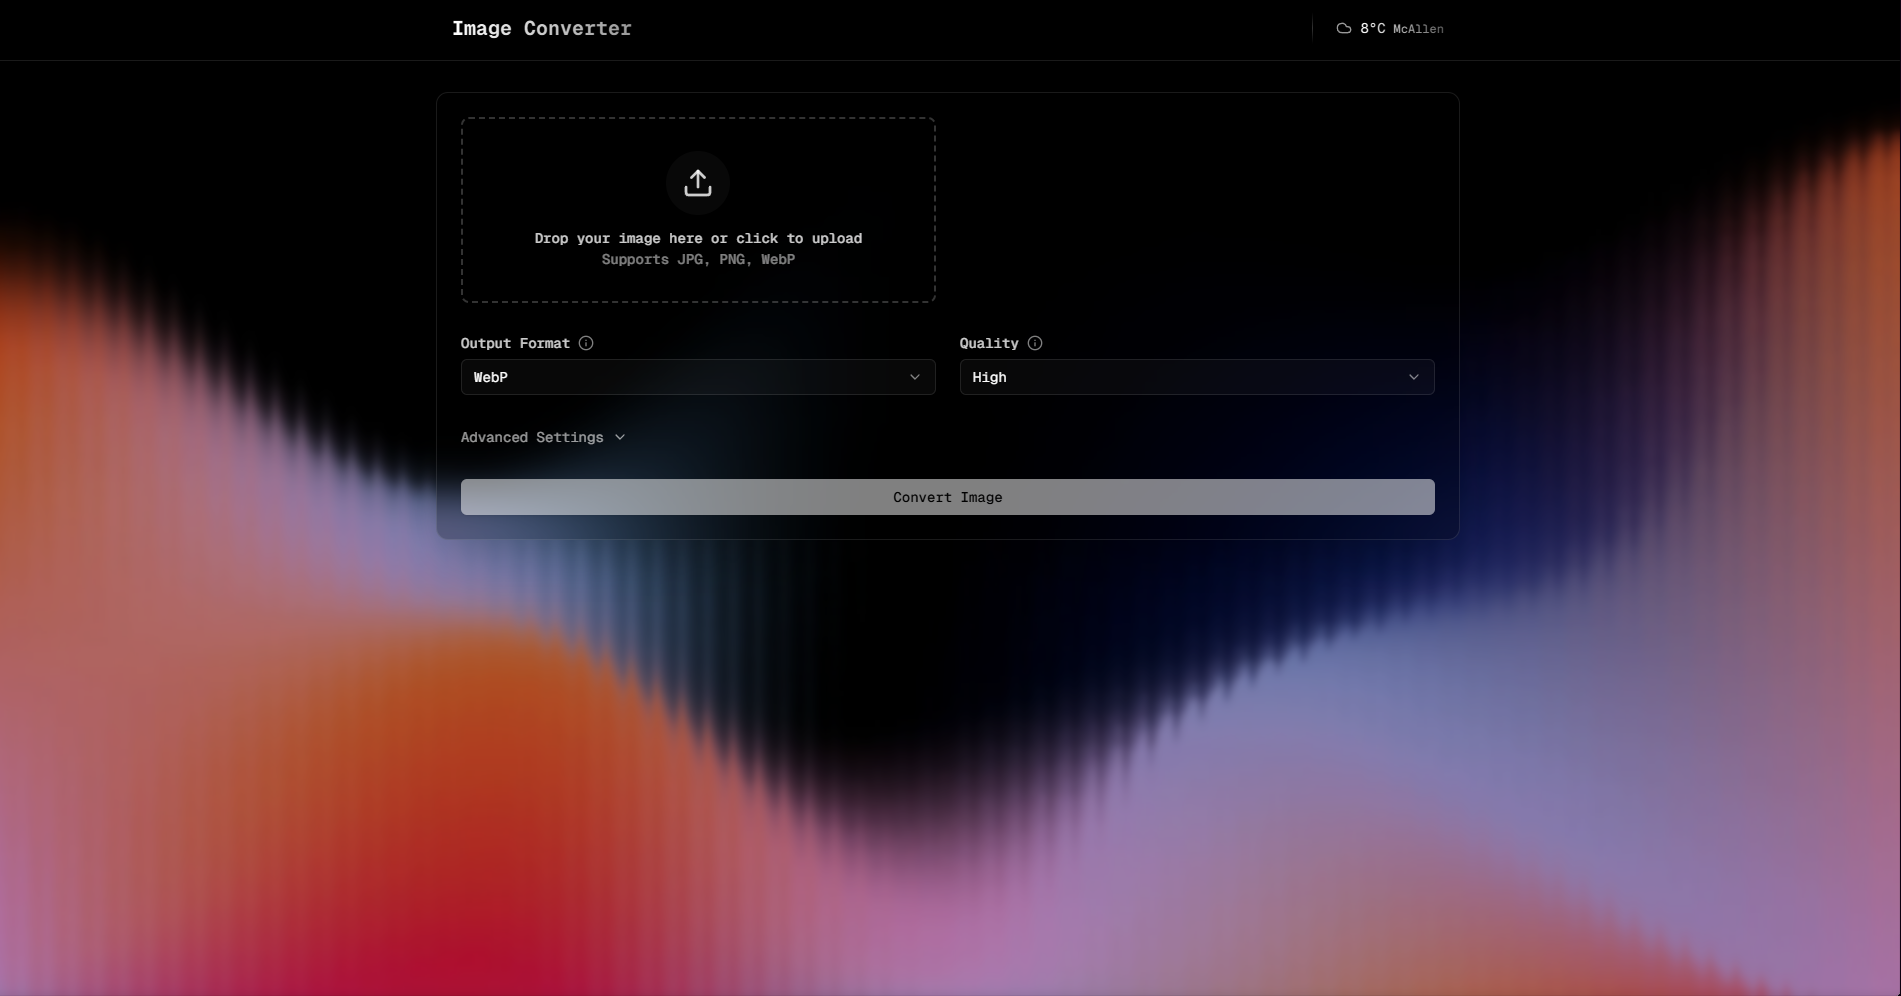 Image Converter
8°C McAllen
Drop your image here or click to upload
Supports JPG, PNG, WebP
Output Format
Quality
WebP
High
Advanced Settings
Convert Image